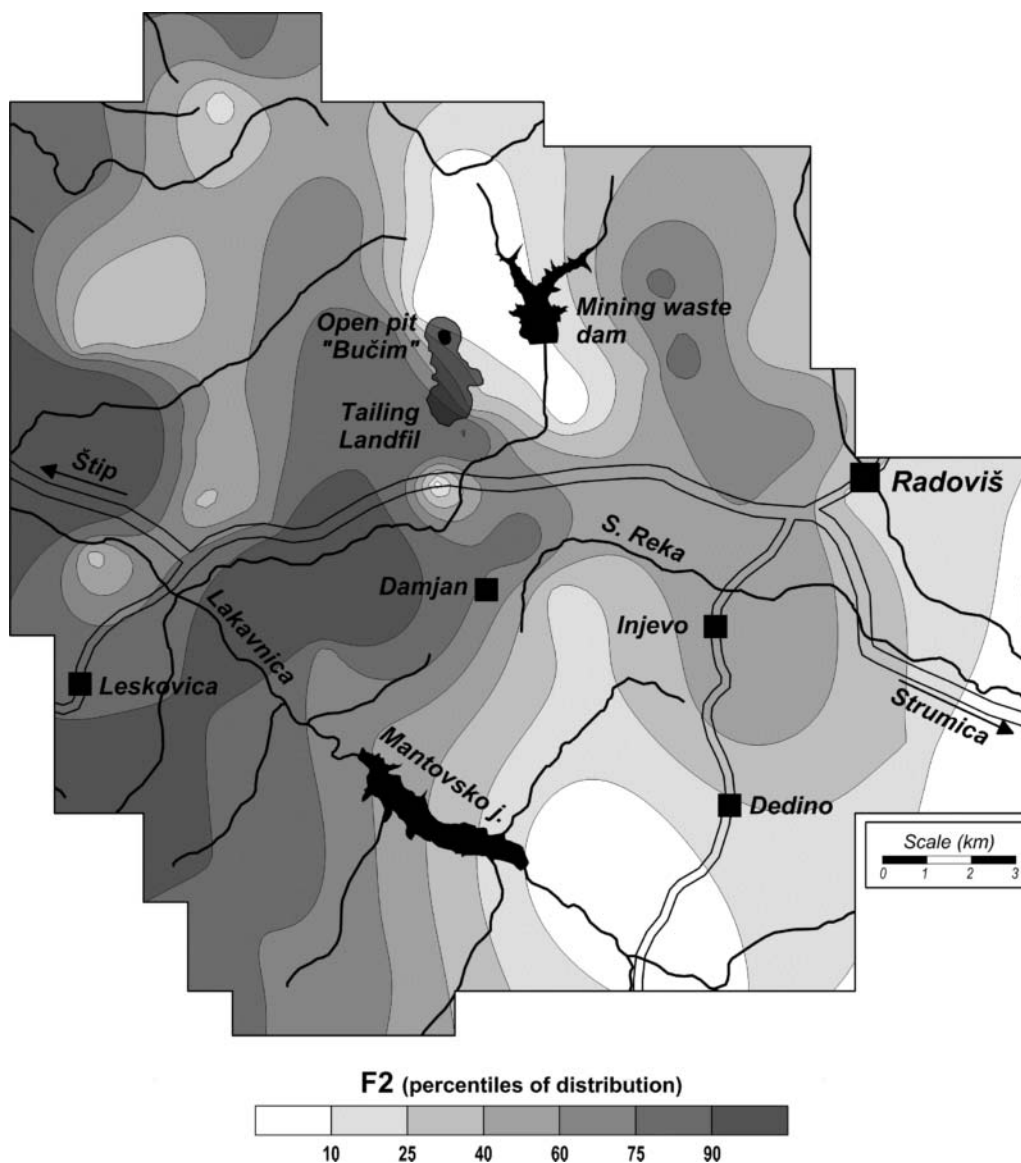 Open pit
"Bučim"
Mining waste
dam
Tailing
Landfil
Štip
Radoviš
S. Reka
Damjan
Injevo
Lakavnica
Leskovica
Strumica
Mantovsko j.
Dedino
Scale (km)
0 1 2 3
F2 (percentiles of distribution)
10 25 40 60 75 90